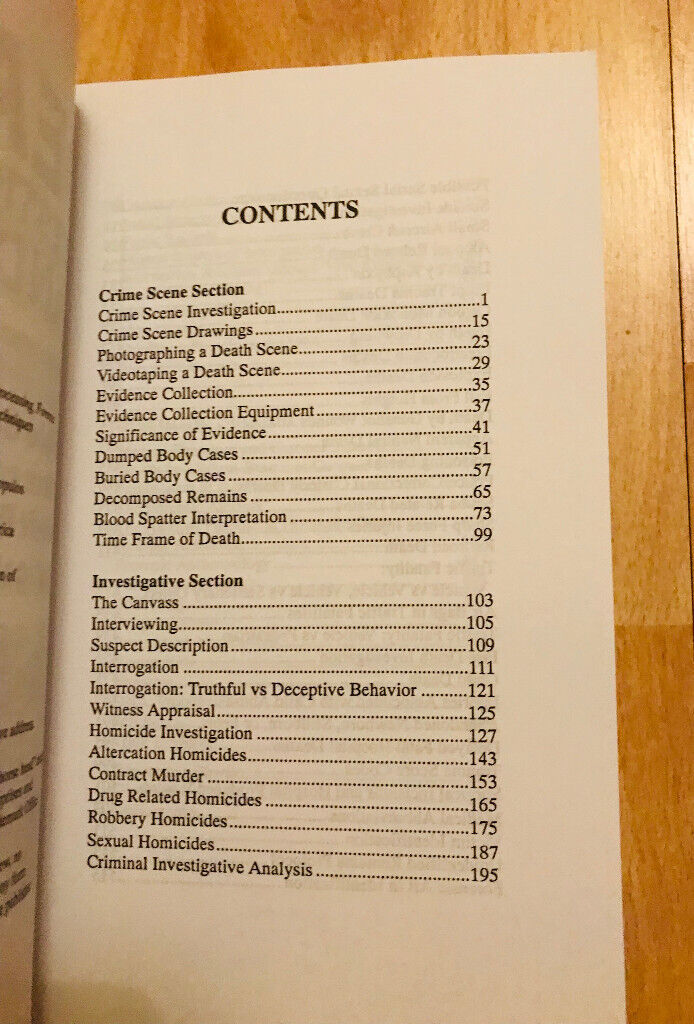 CONTENTS
Crime Scene Section
Crime Scene Investigation..................................................1
Crime Scene Drawings......................................................15
Photographing a Death Scene..........................................23
Videotaping a Death Scene..............................................29
Evidence Collection..........................................................35
Evidence Collection Equipment......................................37
Significance of Evidence..................................................41
Dumped Body Cases ........................................................51
Buried Body Cases ...........................................................57
Decomposed Remains ......................................................65
Blood Spatter Interpretation .............................................73
Time Frame of Death........................................................99
Investigative Section
The Canvass ...................................................................103
Interviewing....................................................................105
Suspect Description........................................................109
Interrogation ...................................................................111
Interrogation: Truthful vs Deceptive Behavior ..........121
Witness Appraisal...........................................................125
Homicide Investigation ..................................................127
Altercation Homicides....................................................143
Contract Murder .............................................................153
Drug Related Homicides ................................................165
Robbery Homicides........................................................175
Sexual Homicides...........................................................187
Criminal Investigative Analysis .....................................195